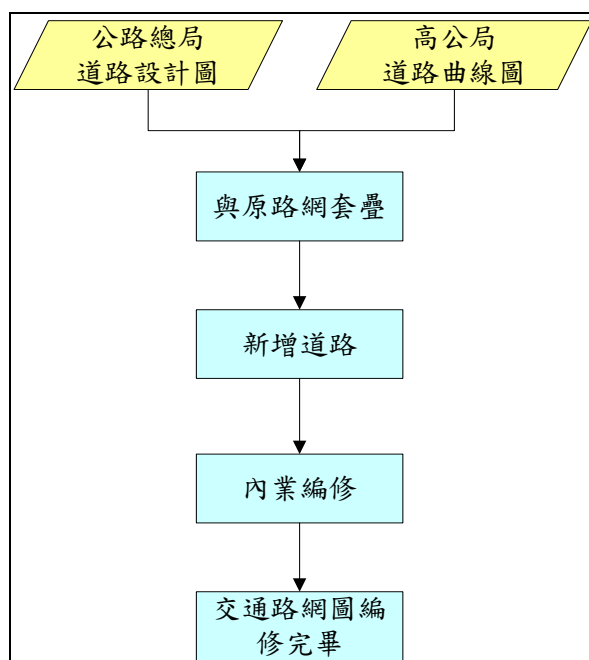 公路總局
道路設計圖
高公局
道路曲線圖
與原路網套疊
新增道路
內業編修
交通路網圖編
修完畢